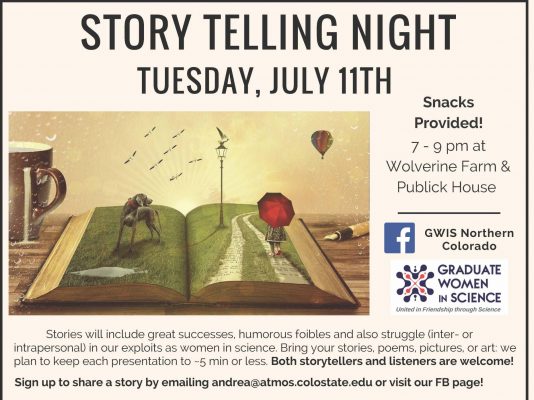 STORY TELLING NIGHT
TUESDAY, JULY 11TH
Snacks
Provided!
7 - 9 pm at
Wolverine Farm &
Publick House
GWIS Northern
Colorado
GRADUATE
WOMEN
IN SCIENCE
United in Friendship through Science
Stories will include great successes, humorous foibles and also struggle (inter- or
intrapersonal) in our exploits as women in science. Bring your stories, poems, pictures, or art: we
plan to keep each presentation to ~5 min or less. Both storytellers and listeners are welcome!
Sign up to share a story by emailing andrea@atmos.colostate.edu or visit our FB page!